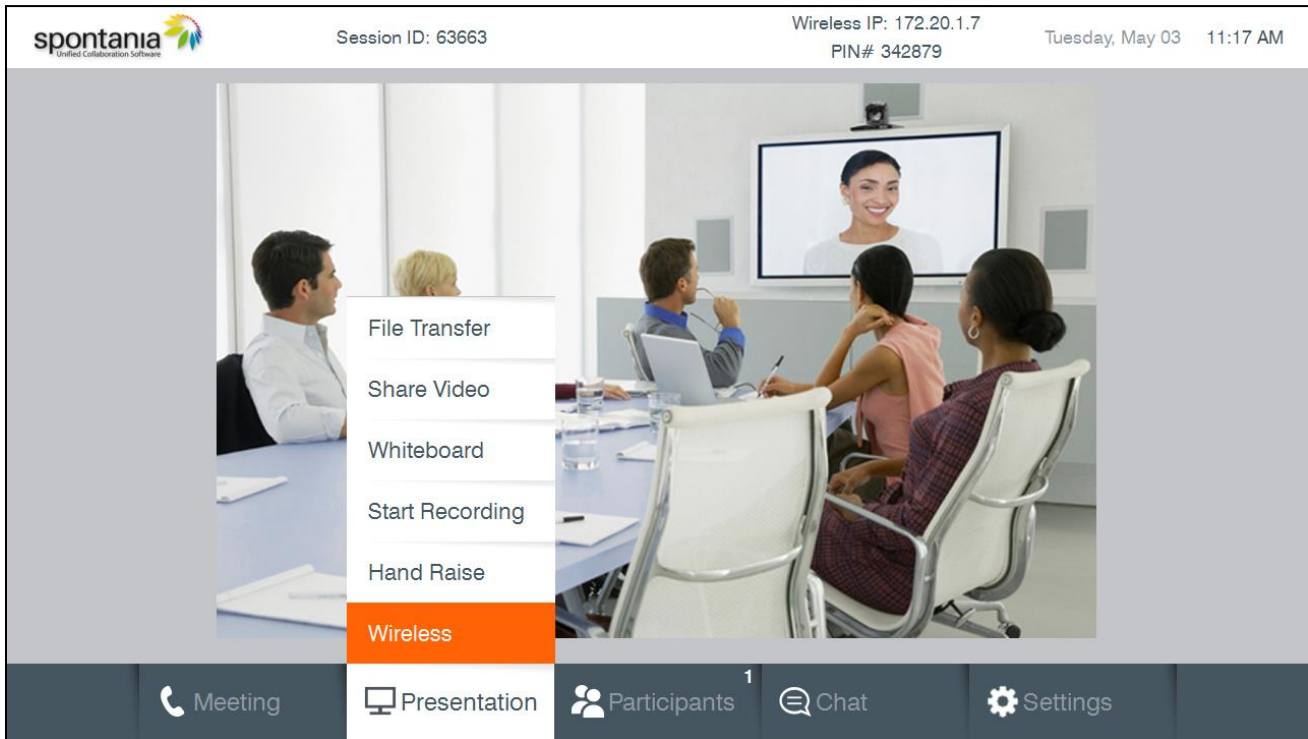 spontania
Unified Collaboration Software
Session ID: 63663
Wireless IP: 172.20.1.7
PIN# 342879
Tuesday, May 03
11:17 AM
File Transfer
Share Video
Whiteboard
Start Recording
Hand Raise
Wireless
Meeting
Presentation
Participants
1
Chat
Settings